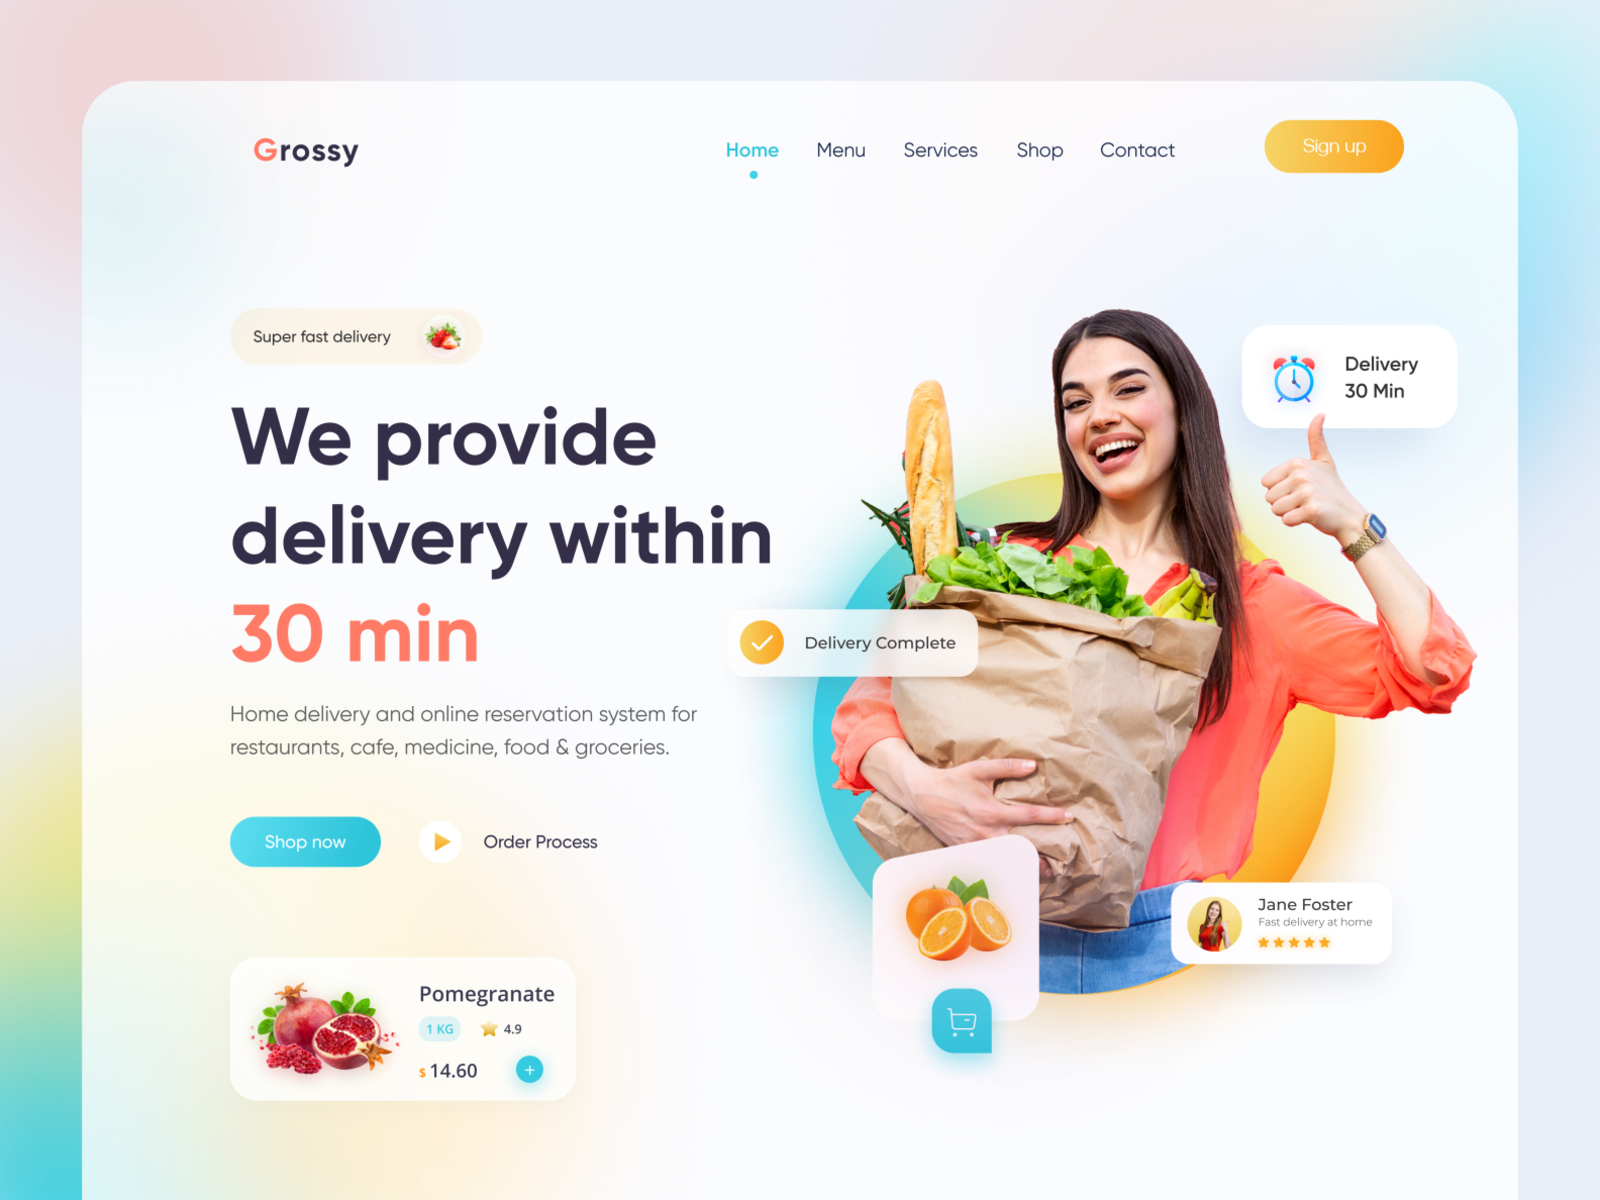 Grossy
Home
Menu
Services
Shop
Contact
Sign up
Super fast delivery
We provide
delivery within
30 min
Home delivery and online reservation system for
restaurants, cafe, medicine, food & groceries.
Shop now
Order Process
Pomegranate
1 KG
4.9
$ 14.60
+
Delivery
30 Min
Delivery Complete
Jane Foster
Fast delivery at home